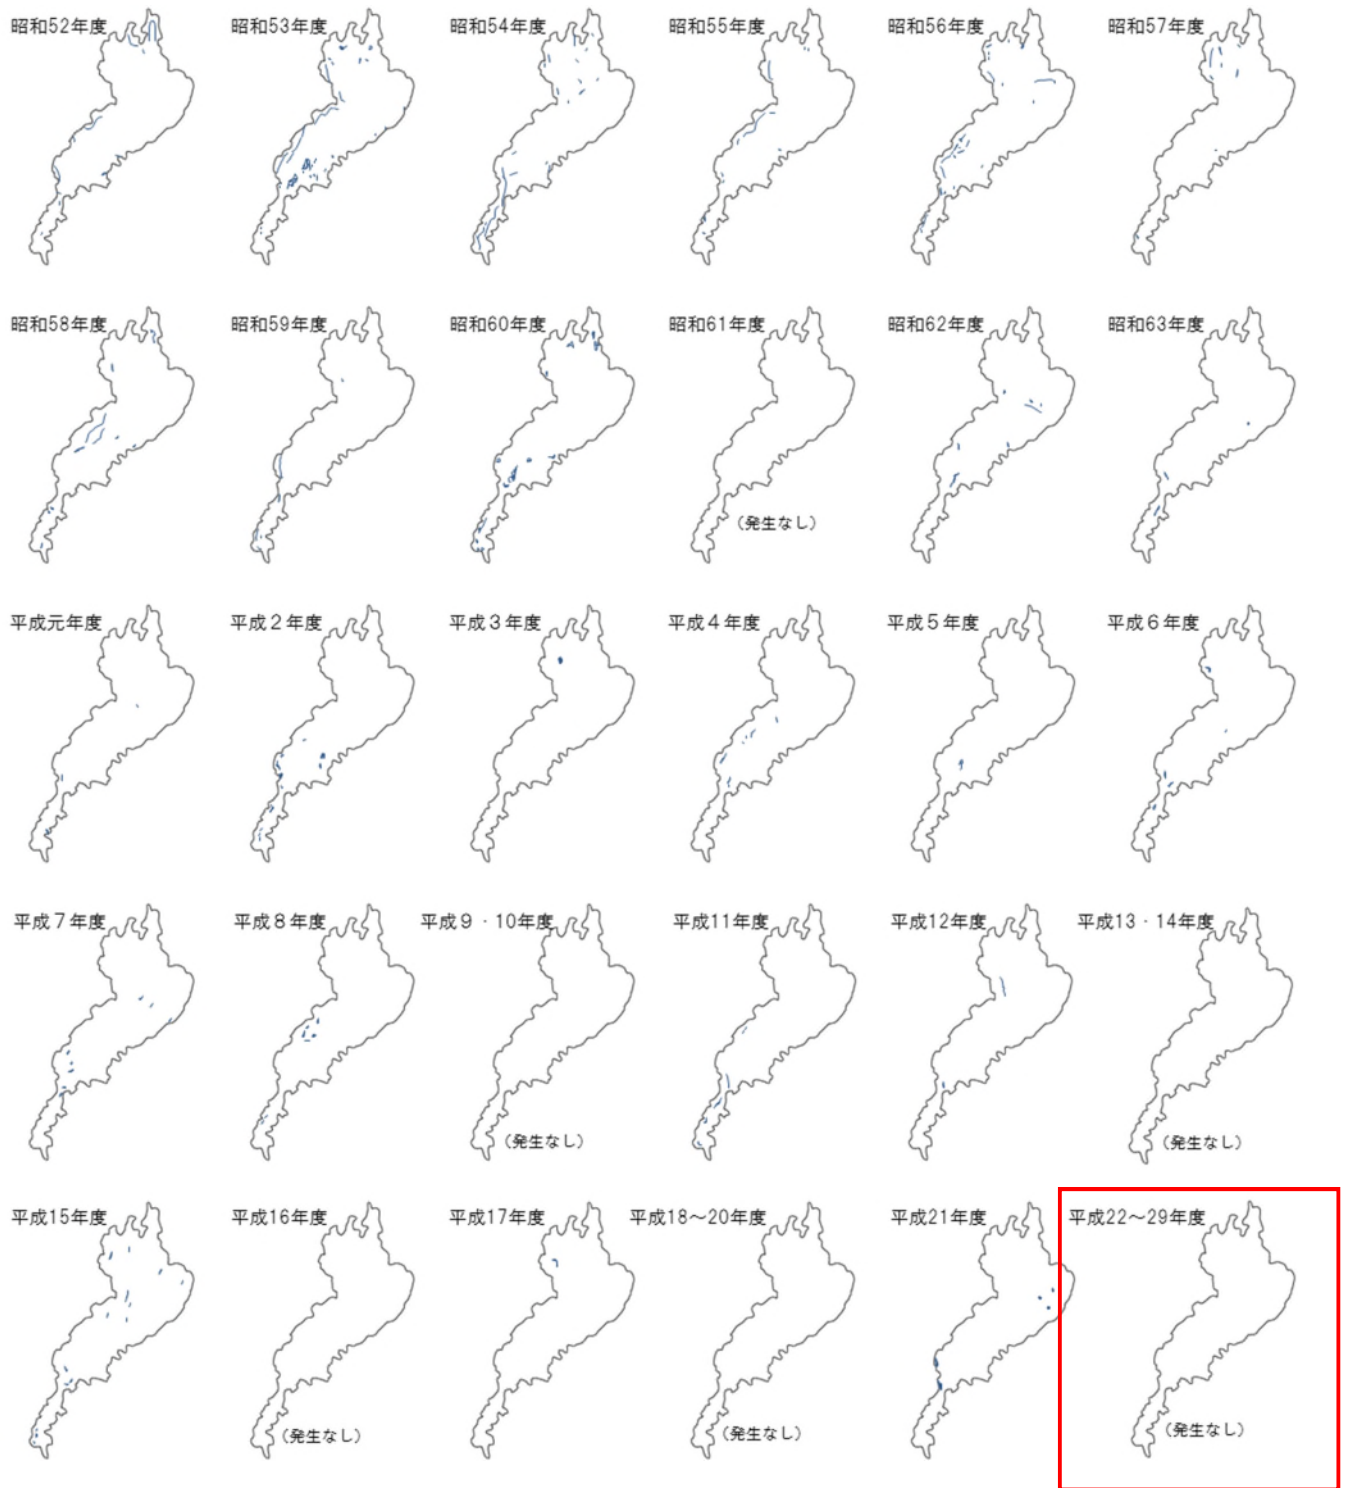 昭和52年度
昭和53年度
昭和54年度
昭和55年度
昭和56年度
昭和57年度
昭和58年度
昭和59年度
昭和60年度
昭和61年度
昭和62年度
昭和63年度
（発生なし）
平成元年度
平成２年度
平成３年度
平成４年度
平成５年度
平成６年度
平成７年度
平成８年度
平成９・10年度
平成11年度
平成12年度
平成13・14年度
（発生なし）
（発生なし）
平成15年度
平成16年度
平成17年度
平成18～20年度
平成21年度
平成22～29年度
（発生なし）
（発生なし）
（発生なし）